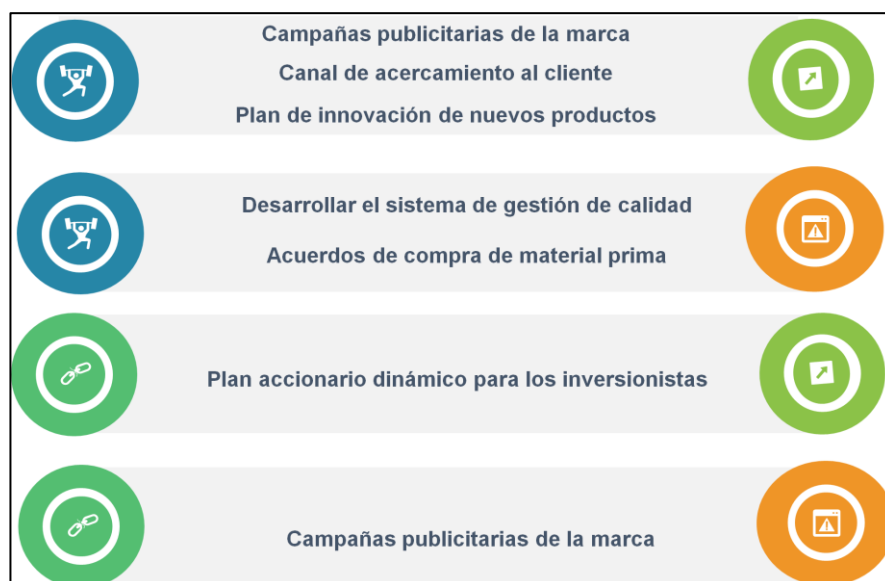 Campañas publicitarias de la marca
Canal de acercamiento al cliente
Plan de innovación de nuevos productos
Desarrollar el sistema de gestión de calidad
Acuerdos de compra de material prima
Plan accionario dinámico para los inversionistas
Campañas publicitarias de la marca